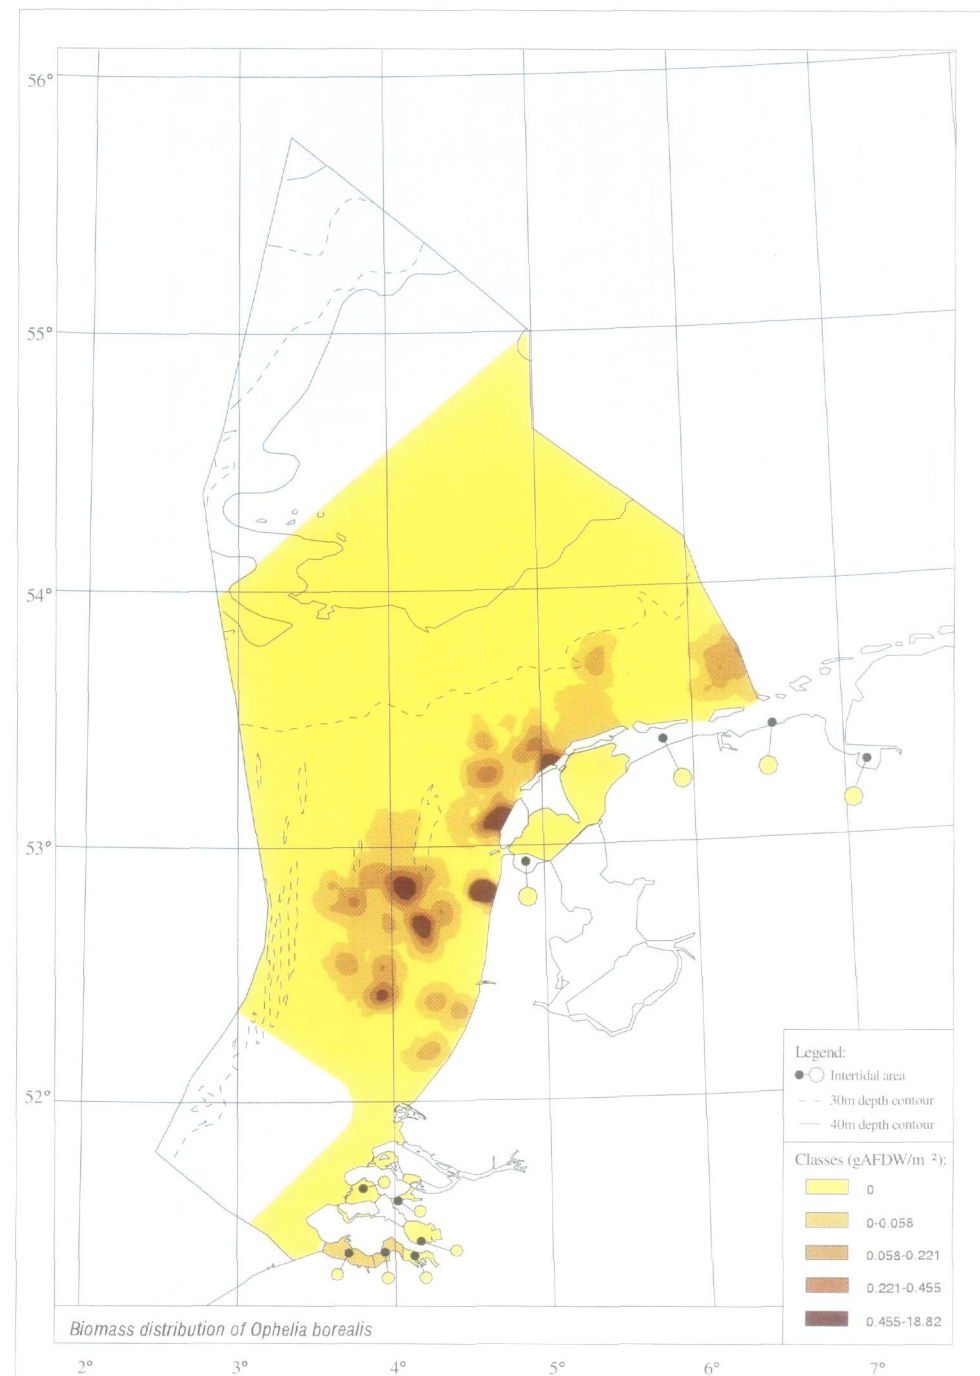 56°
55°
54°
53°
52°
Legend:
Intertidal area
30m depth contour
40m depth contour
Classes (gAFDW/m ²):
0
0-0.058
0.058-0.221
0.221-0.455
0.455-18.82
Biomass distribution of Ophelia borealis
2° 3° 4° 5° 6° 7°